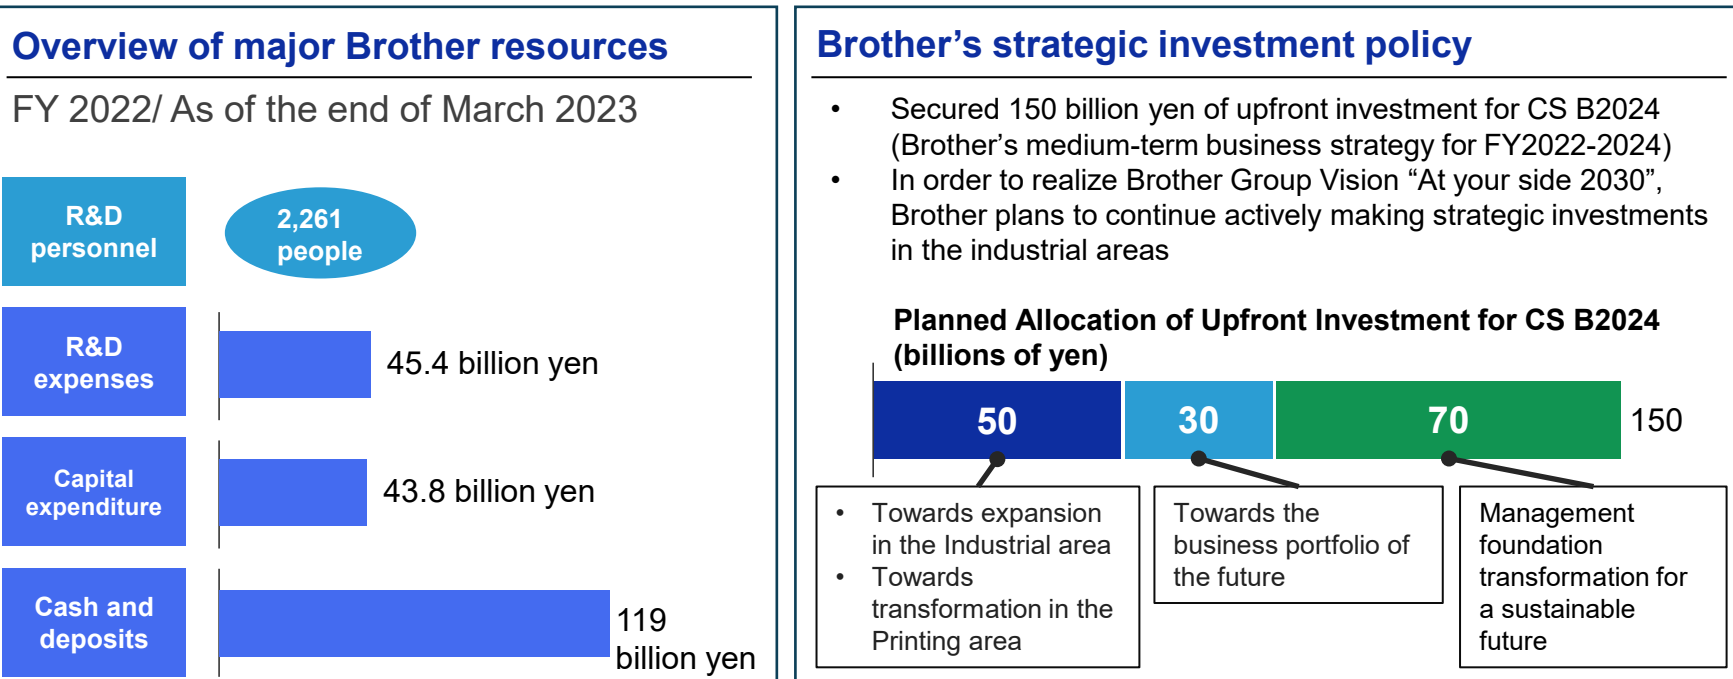 Overview of major Brother resources
FY 2022/ As of the end of March 2023
R&D
personnel
2,261
people
R&D
expenses
45.4 billion yen
Capital
expenditure
43.8 billion yen
Cash and
deposits
119
billion yen
Brother’s strategic investment policy
• Secured 150 billion yen of upfront investment for CS B2024
(Brother’s medium-term business strategy for FY2022-2024)
• In order to realize Brother Group Vision “At your side 2030”,
Brother plans to continue actively making strategic investments
in the industrial areas
Planned Allocation of Upfront Investment for CS B2024
(billions of yen)
50
30
70
150
• Towards expansion
in the Industrial area
• Towards
transformation in the
Printing area
Towards the
business portfolio of
the future
Management
foundation
transformation for
a sustainable
future